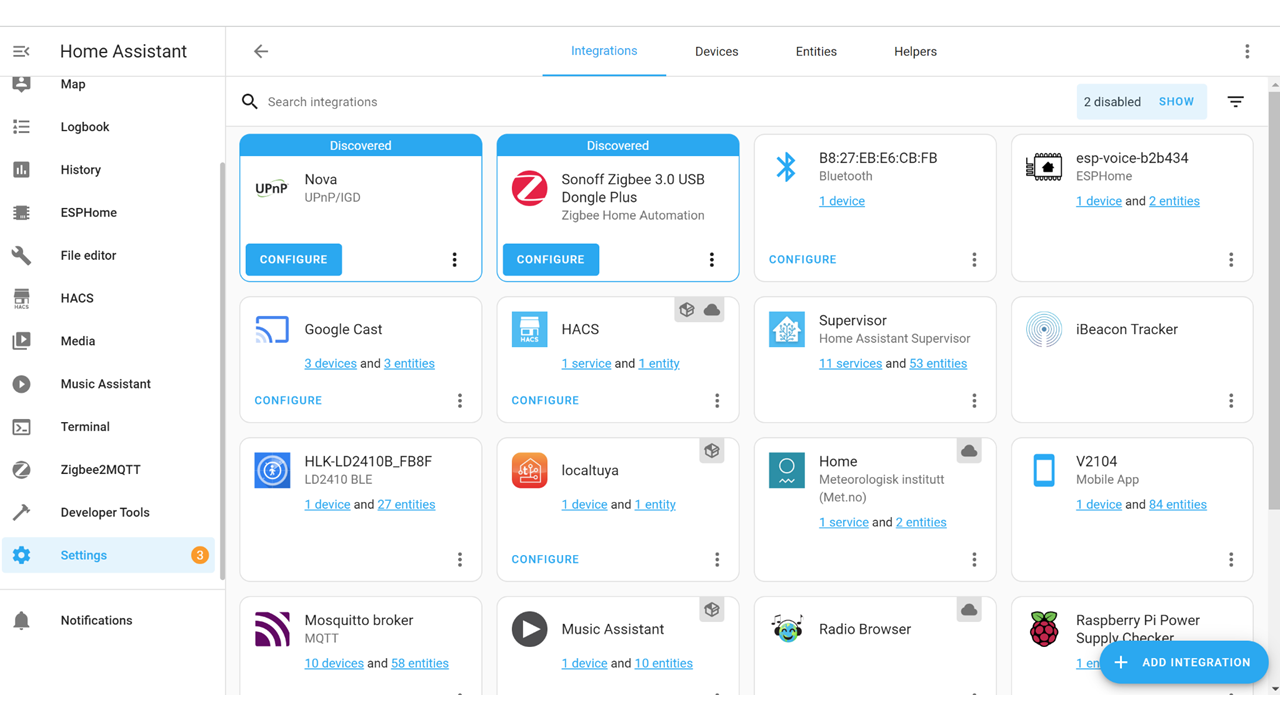 Home Assistant
Map
Logbook
History
ESPHome
File editor
HACS
HACS
Media
Music Assistant
Terminal
Zigbee2MQTT
Developer Tools
Settings
3
Notifications
Integrations
Devices
Entities
Helpers
Search integrations
2 disabled
SHOW
Discovered
UPnP
Nova
UPnP/IGD
CONFIGURE
Discovered
Sonoff Zigbee 3.0 USB
Dongle Plus
Zigbee Home Automation
CONFIGURE
B8:27:EB:E6:CB:FB
Bluetooth
1 device
CONFIGURE
esp-voice-b2b434
ESPHome
1 device and 2 entities
Google Cast
3 devices and 3 entities
CONFIGURE
HACS
HACS
1 service and 1 entity
CONFIGURE
Supervisor
Home Assistant Supervisor
11 services and 53 entities
iBeacon Tracker
HLK-LD2410B_FB8F
LD2410 BLE
1 device and 27 entities
localtuya
1 device and 1 entity
CONFIGURE
Home
Meteorologisk institutt
(Met.no)
1 service and 2 entities
V2104
Mobile App
1 device and 84 entities
Mosquitto broker
MQTT
10 devices and 58 entities
Music Assistant
1 device and 10 entities
Radio Browser
Raspberry Pi Power
Supply Checker
1 en
ADD INTEGRATION